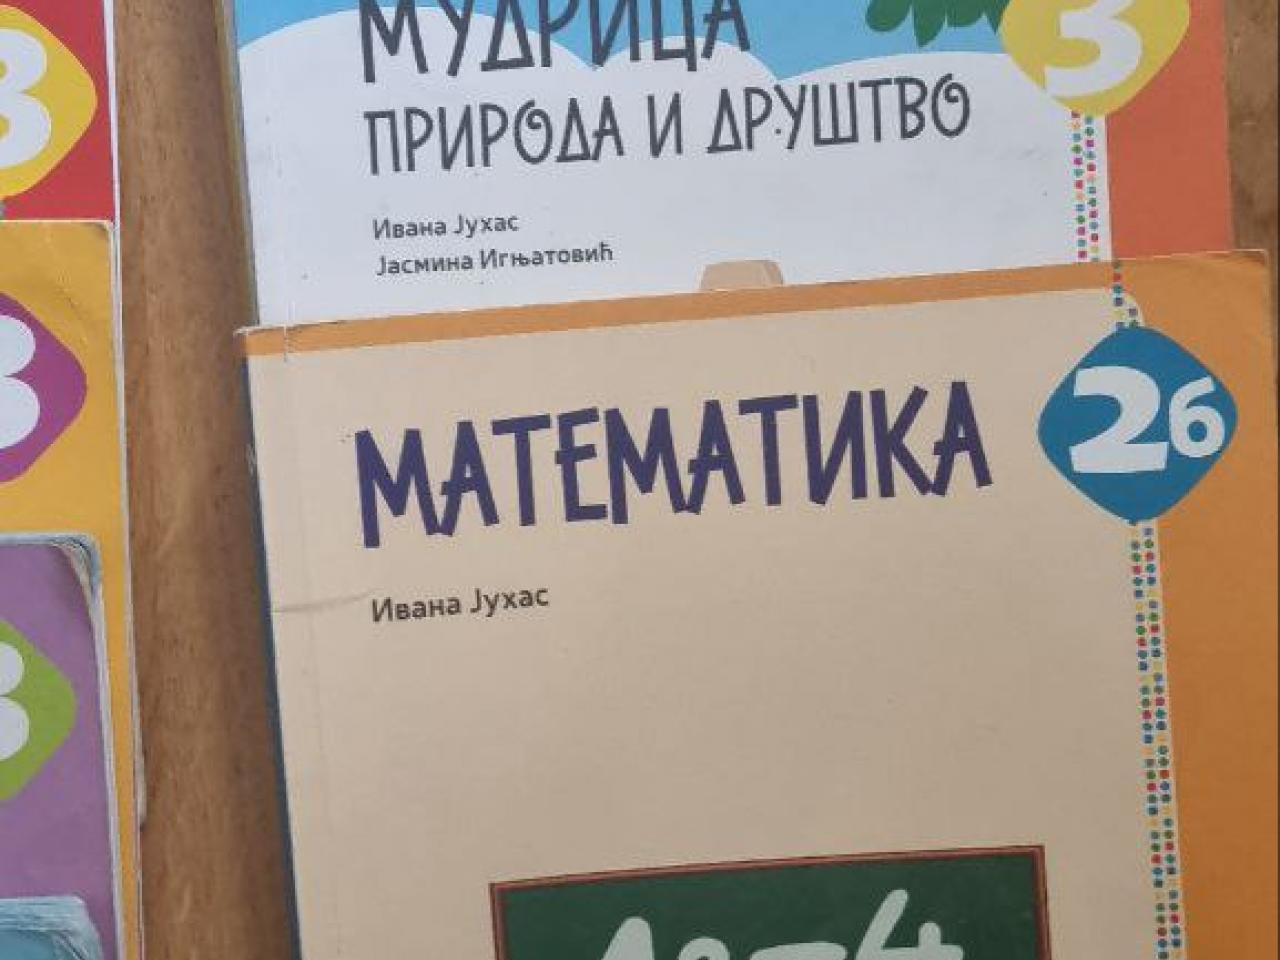 3
МУДРИЦА
ПРИРОДА И ДРУШТВО
3
Ивана Јухас
Јасмина Игњатовић
МАТЕМАТИКА
2б
Ивана Јухас
3
3